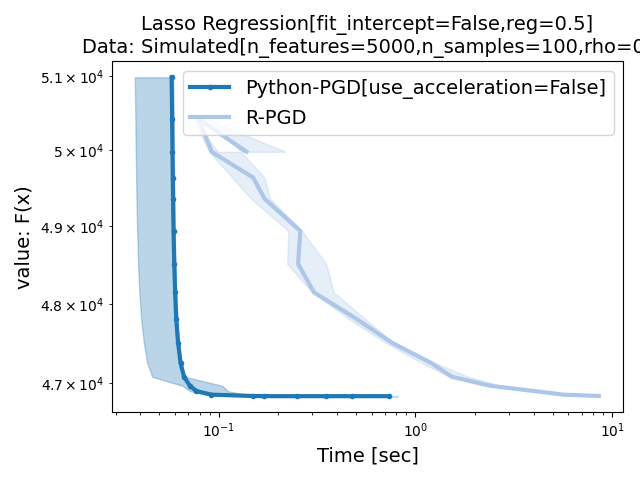 Lasso Regression[fit_intercept=False,reg=0.5]
Data: Simulated[n_features=5000,n_samples=100,rho=0
5.1 × 10⁴
5 × 10⁴
4.9 × 10⁴
4.8 × 10⁴
4.7 × 10⁴
value: F(x)
Python-PGD[use_acceleration=False]
R-PGD
10⁻¹ 10⁰ 10¹
Time [sec]